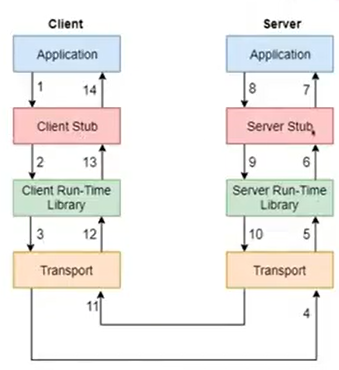 Client
Server
Application
Application
1
14
8
7
Client Stub
Server Stub
2
13
9
6
Client Run-Time
Library
Server Run-Time
Library
3
12
10
5
Transport
Transport
11
4